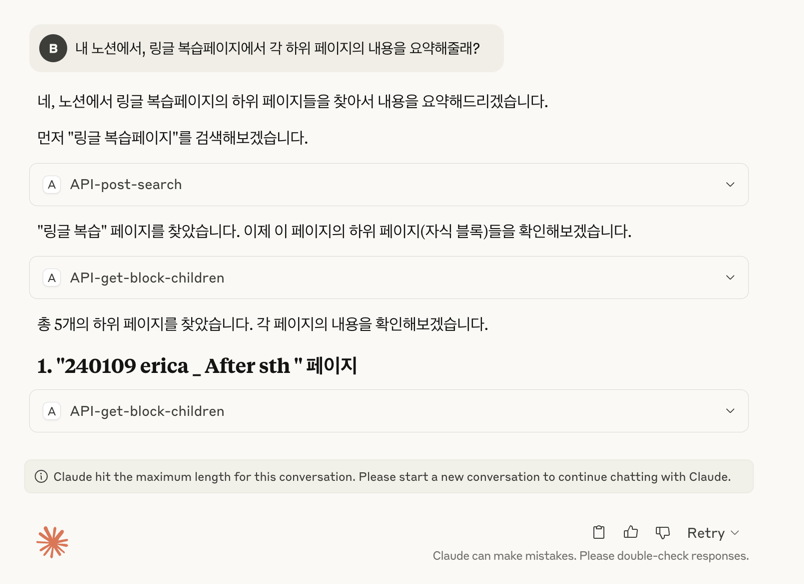 B 내 노션에서, 링글 복습페이지에서 각 하위 페이지의 내용을 요약해줄래?
네, 노션에서 링글 복습페이지의 하위 페이지들을 찾아서 내용을 요약해드리겠습니다.
먼저 "링글 복습페이지"를 검색해보겠습니다.
A API-post-search
"링글 복습" 페이지를 찾았습니다. 이제 이 페이지의 하위 페이지(자식 블록)들을 확인해보겠습니다.
A API-get-block-children
총 5개의 하위 페이지를 찾았습니다. 각 페이지의 내용을 확인해보겠습니다.
1. "240109 erica _ After sth " 페이지
A API-get-block-children
Claude hit the maximum length for this conversation. Please start a new conversation to continue chatting with Claude.
Retry
Claude can make mistakes. Please double-check responses.